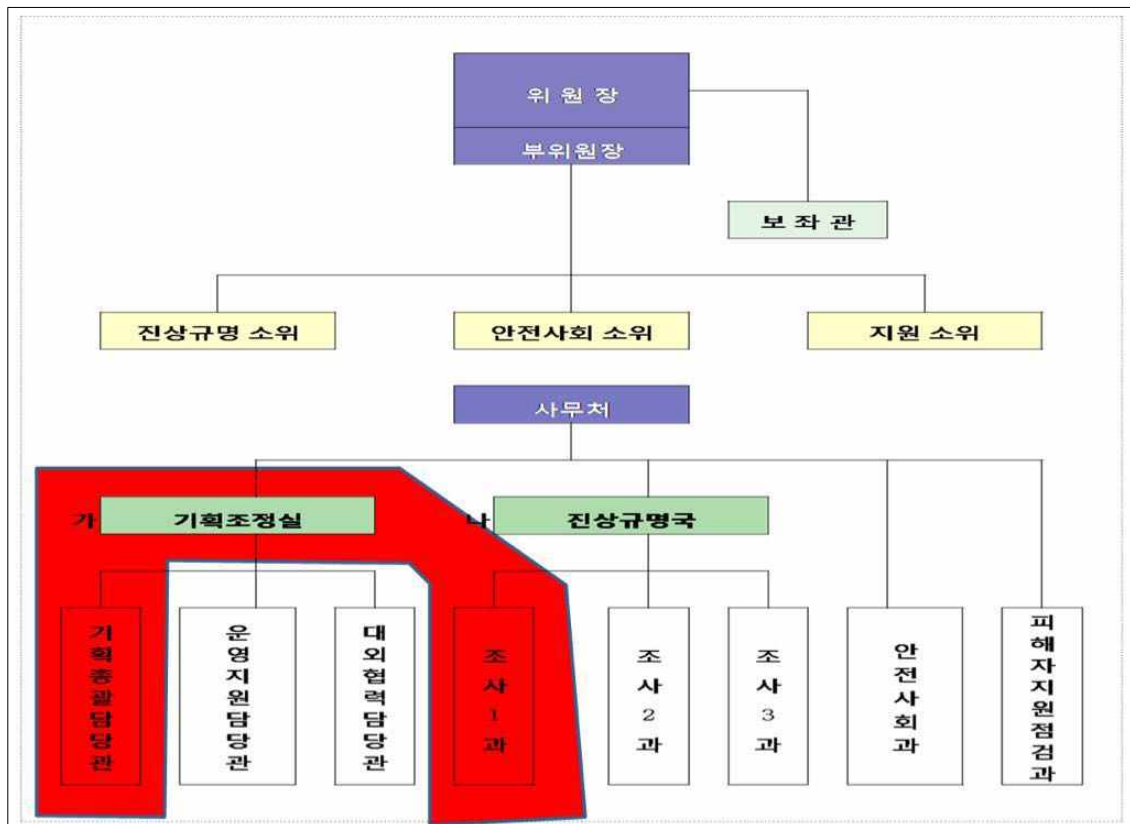 위 원 장
부위원장
보 좌 관
진상규명 소위
안전사회 소위
지원 소위
사무처
가
기획조정실
나
진상규명국
기획총괄담당관
운영지원담당관
대외협력담당관
조사1과
조사2과
조사3과
안전사회과
피해자지원점검과